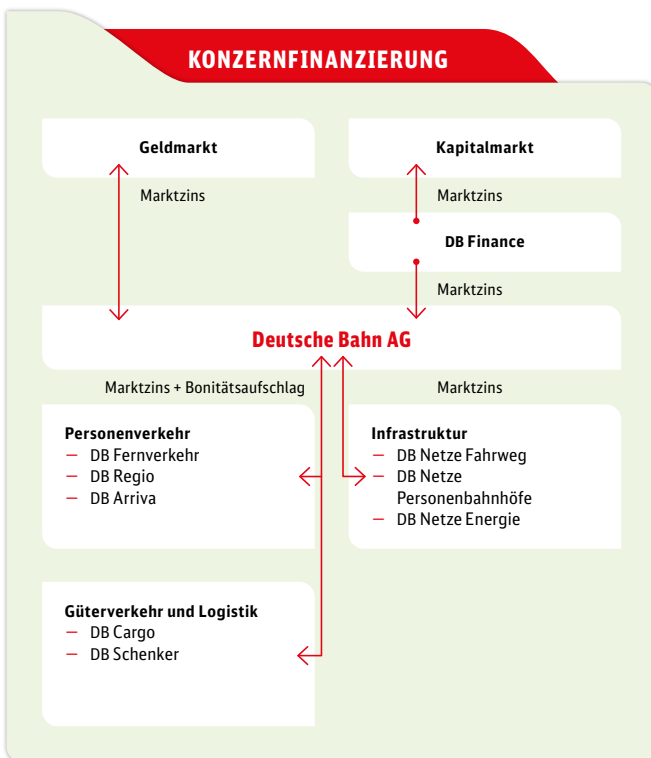 KONZERNFINANZIERUNG
Geldmarkt
Kapitalmarkt
Marktzins
Marktzins
DB Finance
Marktzins
Deutsche Bahn AG
Marktzins + Bonitätsaufschlag
Marktzins
Personenverkehr
— DB Fernverkehr
— DB Regio
— DB Arriva
Infrastruktur
— DB Netze Fahrweg
— DB Netze
Personenbahnhöfe
— DB Netze Energie
Güterverkehr und Logistik
— DB Cargo
— DB Schenker